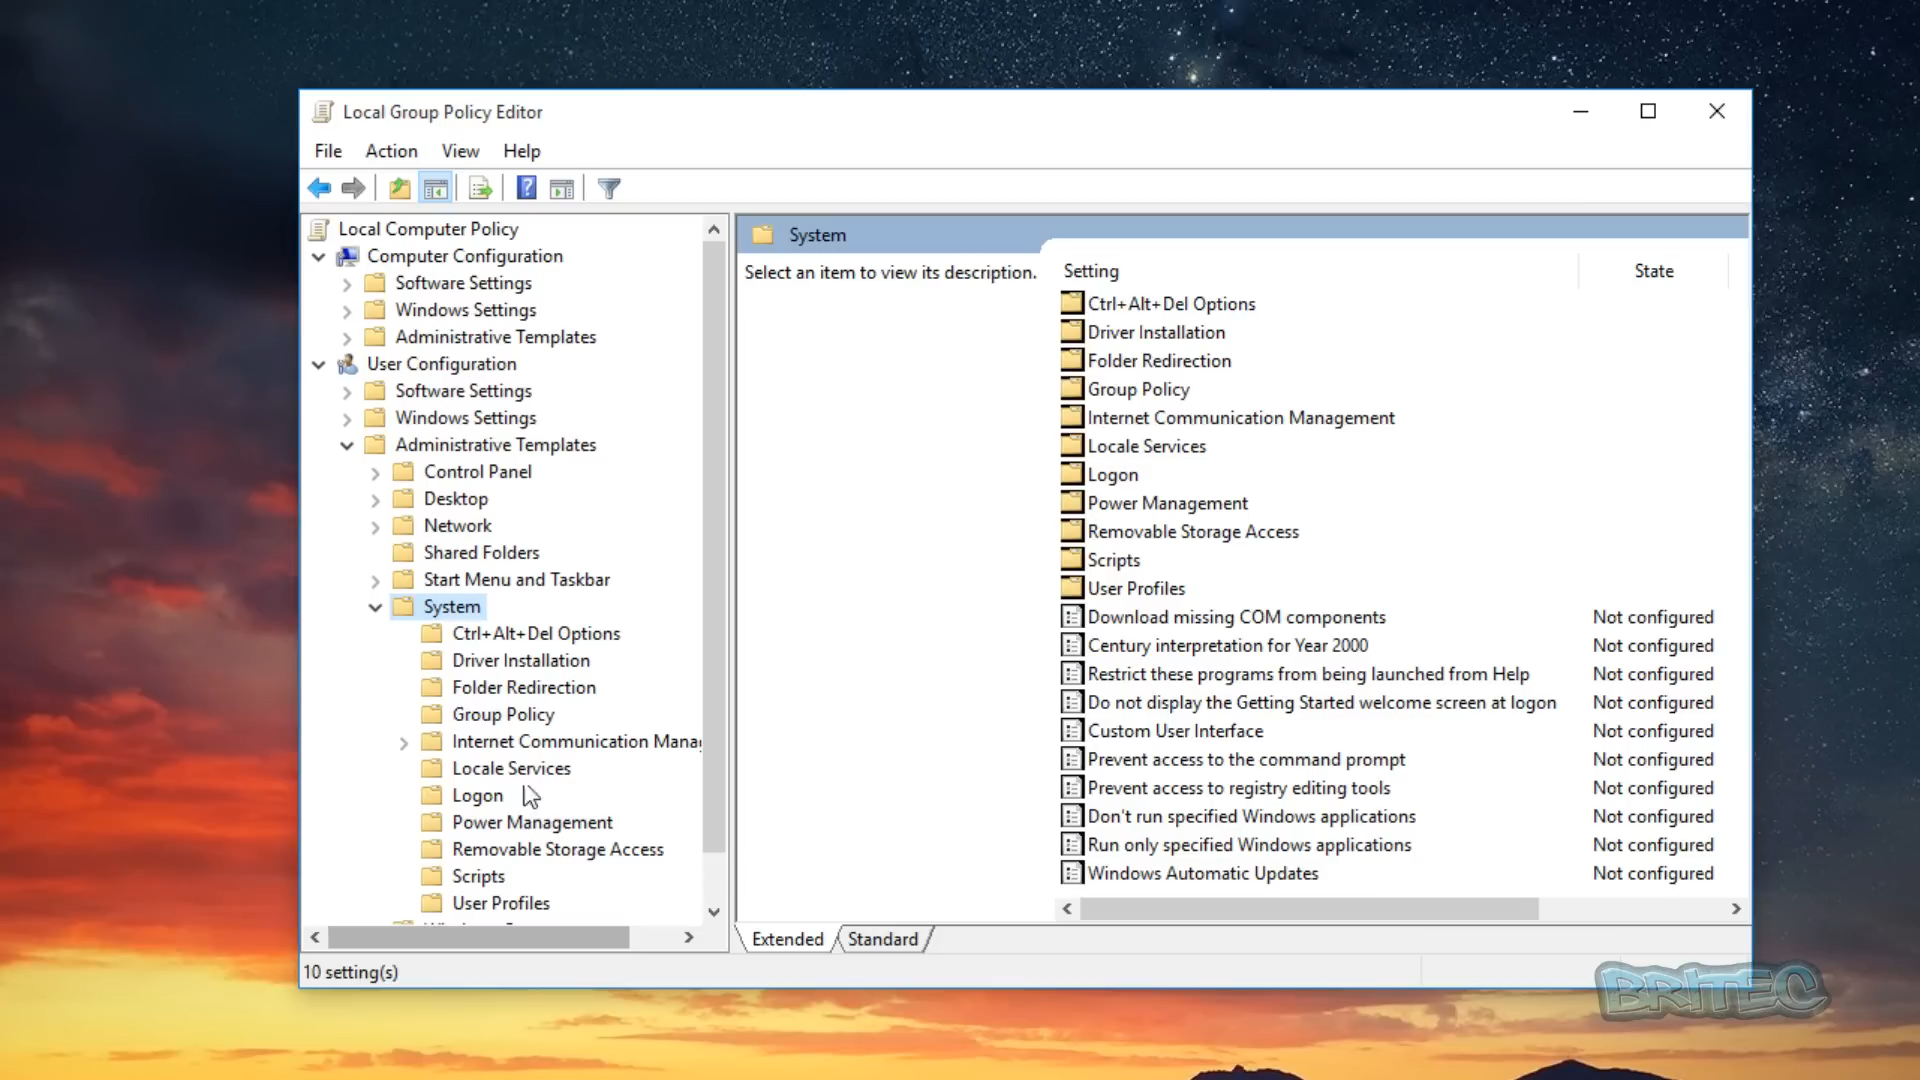 Local Group Policy Editor
File Action View Help
Local Computer Policy
Computer Configuration
Software Settings
Windows Settings
Administrative Templates
User Configuration
Software Settings
Windows Settings
Administrative Templates
Control Panel
Desktop
Network
Shared Folders
Start Menu and Taskbar
System
Ctrl+Alt+Del Options
Driver Installation
Folder Redirection
Group Policy
Internet Communication Mana
Locale Services
Logon
Power Management
Removable Storage Access
Scripts
User Profiles
System
Select an item to view its description.
Setting State
Ctrl+Alt+Del Options
Driver Installation
Folder Redirection
Group Policy
Internet Communication Management
Locale Services
Logon
Power Management
Removable Storage Access
Scripts
User Profiles
Download missing COM components Not configured
Century interpretation for Year 2000 Not configured
Restrict these programs from being launched from Help Not configured
Do not display the Getting Started welcome screen at logon Not configured
Custom User Interface Not configured
Prevent access to the command prompt Not configured
Prevent access to registry editing tools Not configured
Don't run specified Windows applications Not configured
Run only specified Windows applications Not configured
Windows Automatic Updates Not configured
Extended Standard
10 setting(s)
BRITEC